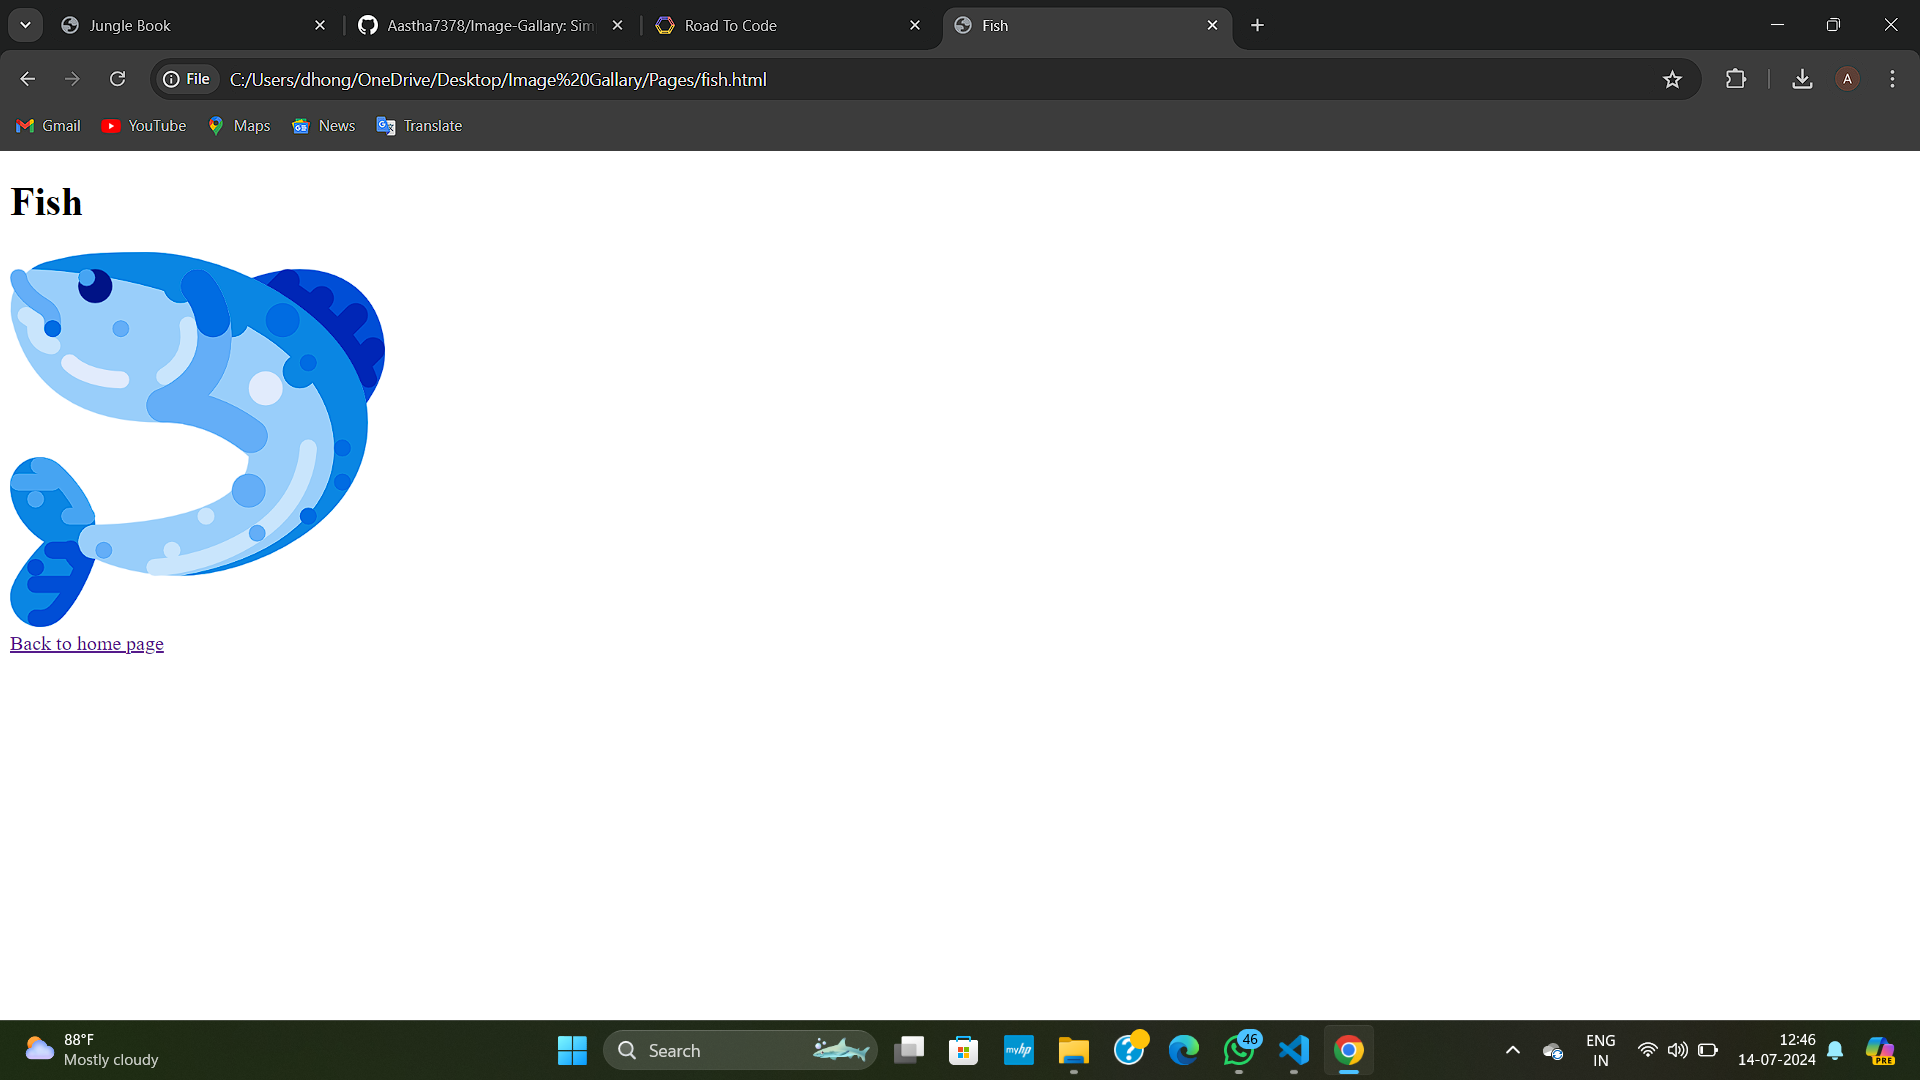 Jungle Book
Aastha7378/Image-Gallary: Sim
Road To Code
Fish
File
C:/Users/dhong/OneDrive/Desktop/Image%20Gallary/Pages/fish.html
A
Gmail
YouTube
Maps
News
Translate
Fish
Back to home page
88°F
Mostly cloudy
Search
myhp
46
ENG
IN
12:46
14-07-2024
PRE